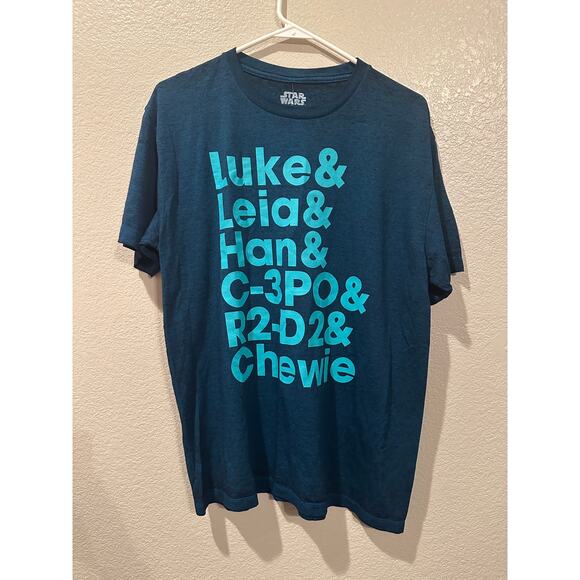 STAR
WARS
Luke&
Leia&
Han&
C-3PO&
R2-D2&
Chewie